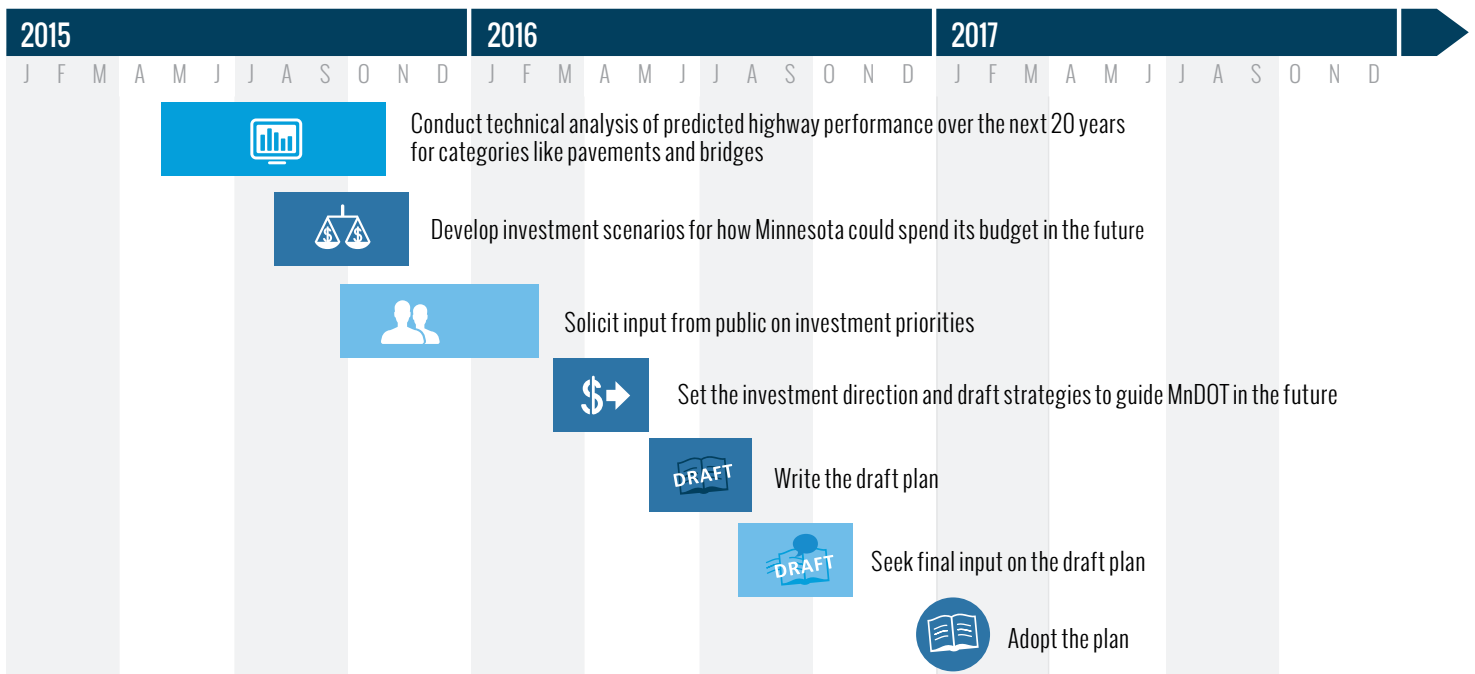 2015 2016 2017
J F M A M J J A S O N D J F M A M J J A S O N D J F M A M J J A S O N D
Conduct technical analysis of predicted highway performance over the next 20 years
for categories like pavements and bridges
$ $
Develop investment scenarios for how Minnesota could spend its budget in the future
Solicit input from public on investment priorities
$
Set the investment direction and draft strategies to guide MnDOT in the future
DRAFT
Write the draft plan
DRAFT
Seek final input on the draft plan
Adopt the plan